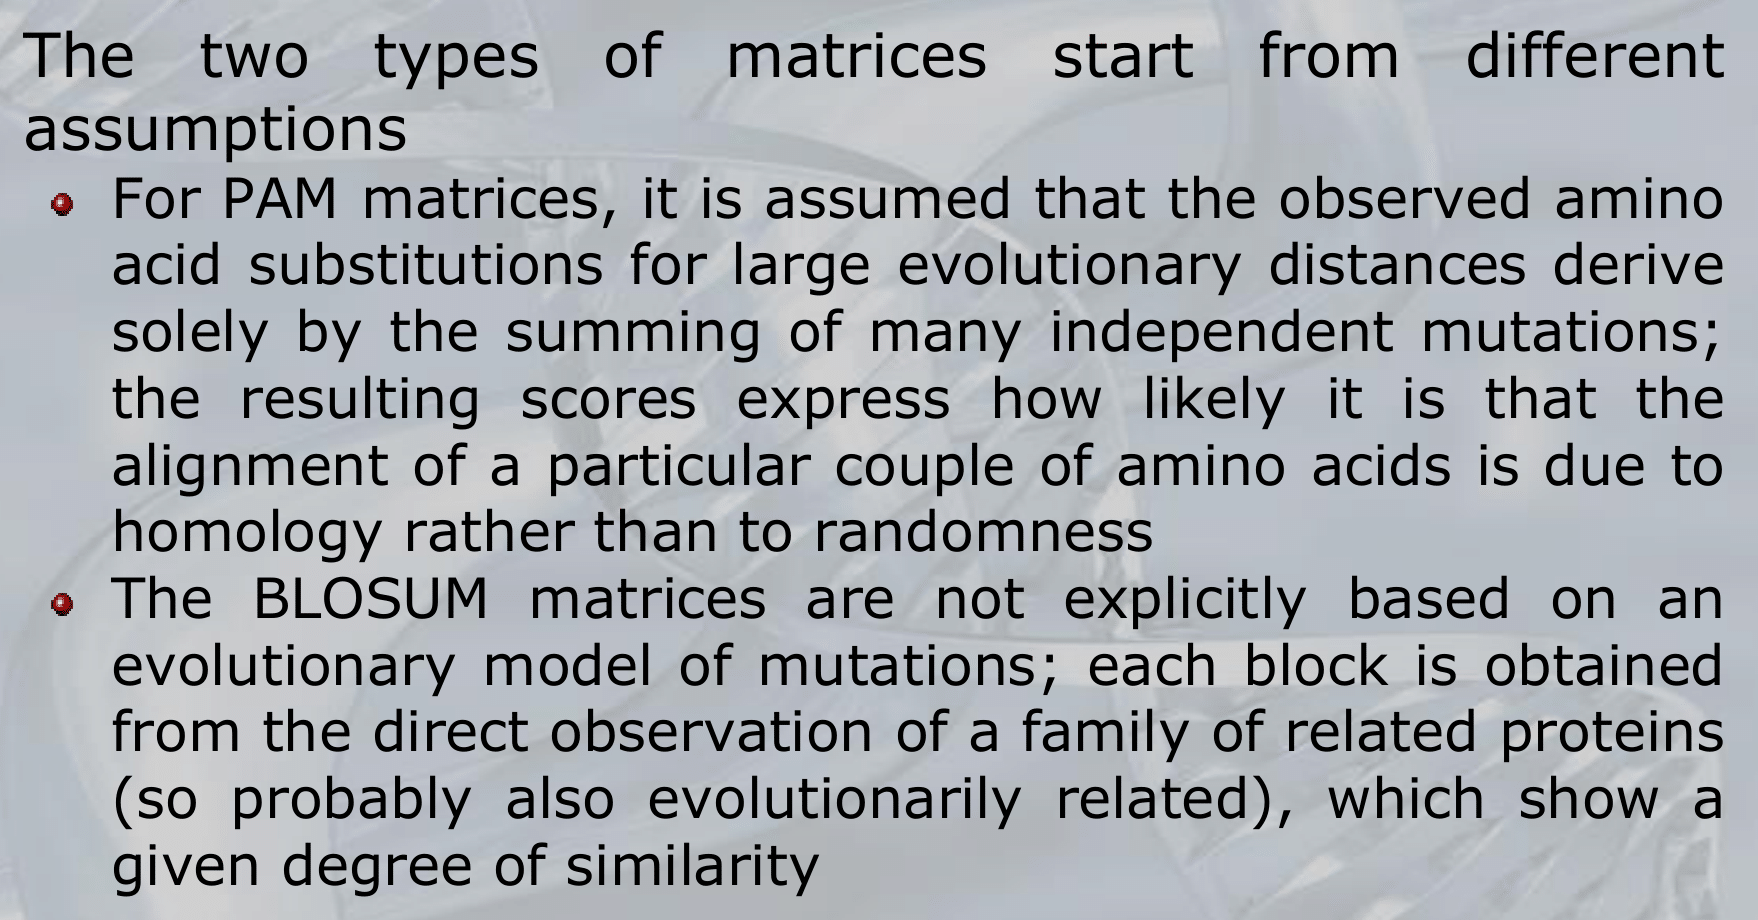 The two types of matrices start from different
assumptions
For PAM matrices, it is assumed that the observed amino
acid substitutions for large evolutionary distances derive
solely by the summing of many independent mutations;
the resulting scores express how likely it is that the
alignment of a particular couple of amino acids is due to
homology rather than to randomness
The BLOSUM matrices are not explicitly based on an
evolutionary model of mutations; each block is obtained
from the direct observation of a family of related proteins
(so probably also evolutionarily related), which show a
given degree of similarity